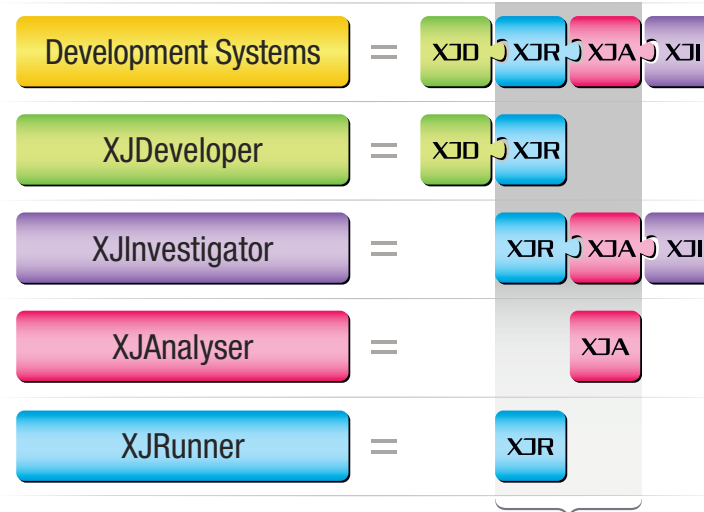 Development Systems = XJD XJR XJA XJI
XJDeveloper = XJD XJR
XJInvestigator = XJR XJA XJI
XJAnalyser = XJA
XJRunner = XJR